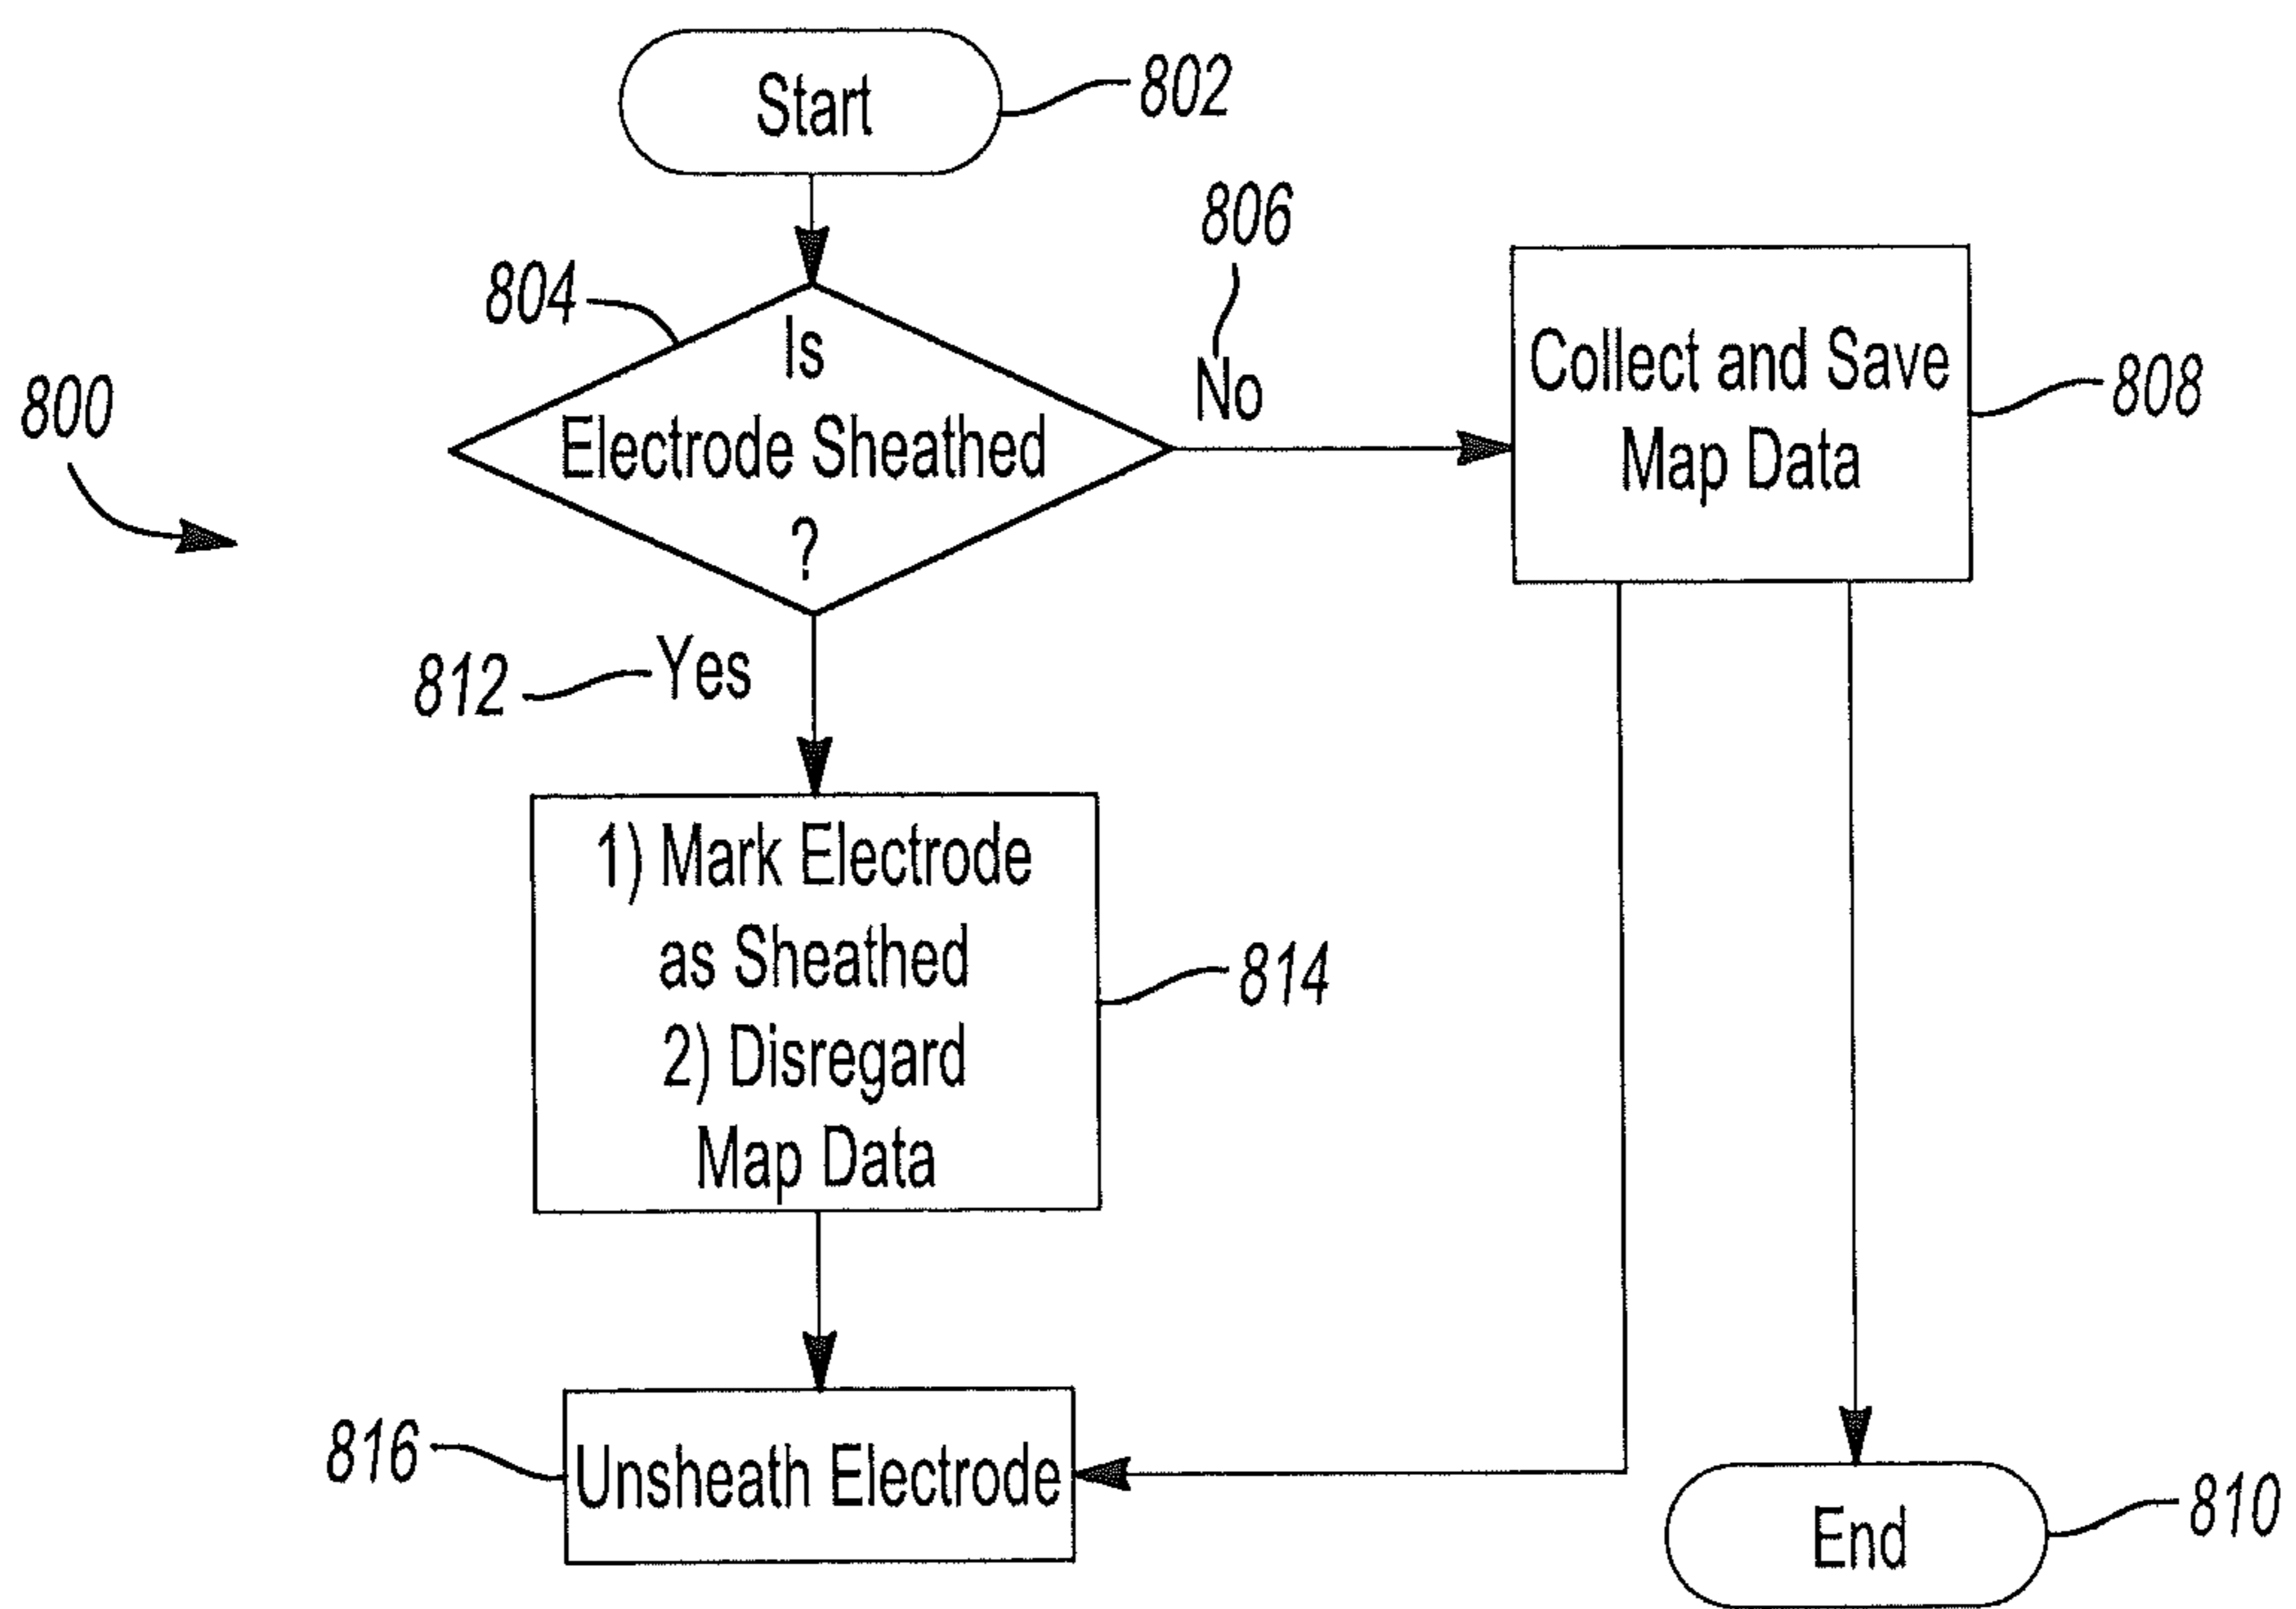 Start
802
806
804
Is
Electrode Sheathed
?
No
Collect and Save
Map Data
808
800
812
Yes
1) Mark Electrode
as Sheathed
2) Disregard
Map Data
814
816
Unsheath Electrode
End
810